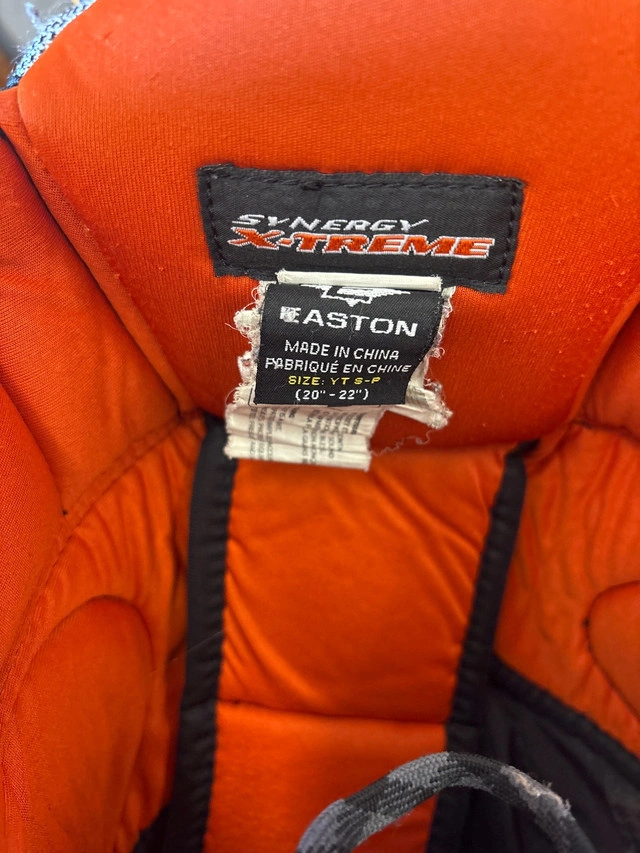 SYNERGY
X-TREME
EASTON
MADE IN CHINA
FABRIQUÉ EN CHINE
SIZE: YT S-P
(20" - 22")